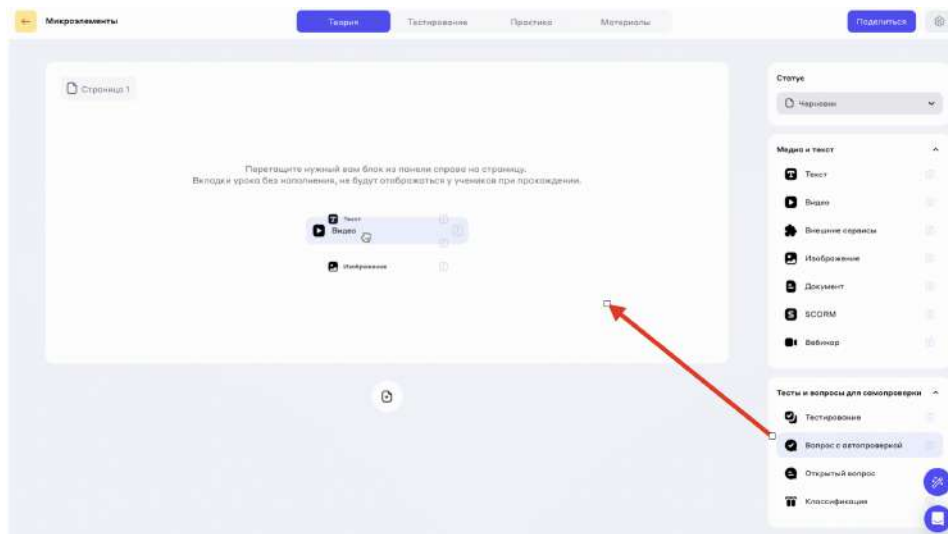 Микроэлементы
Теория
Тестирование
Практика
Материалы
Поделиться
Страница 1
Перетащите нужный вам блок из панели справа на страницу.
Вкладки урока без наполнения, не будут отображаться у учеников при прохождении.
Текст
Видео
Изображение
Статус
Черновик
Медиа и текст
Текст
Видео
Внешние сервисы
Изображение
Документ
SCORM
Вебинар
Тесты и вопросы для самопроверки
Тестирование
Вопрос с автопроверкой
Открытый вопрос
Классификация